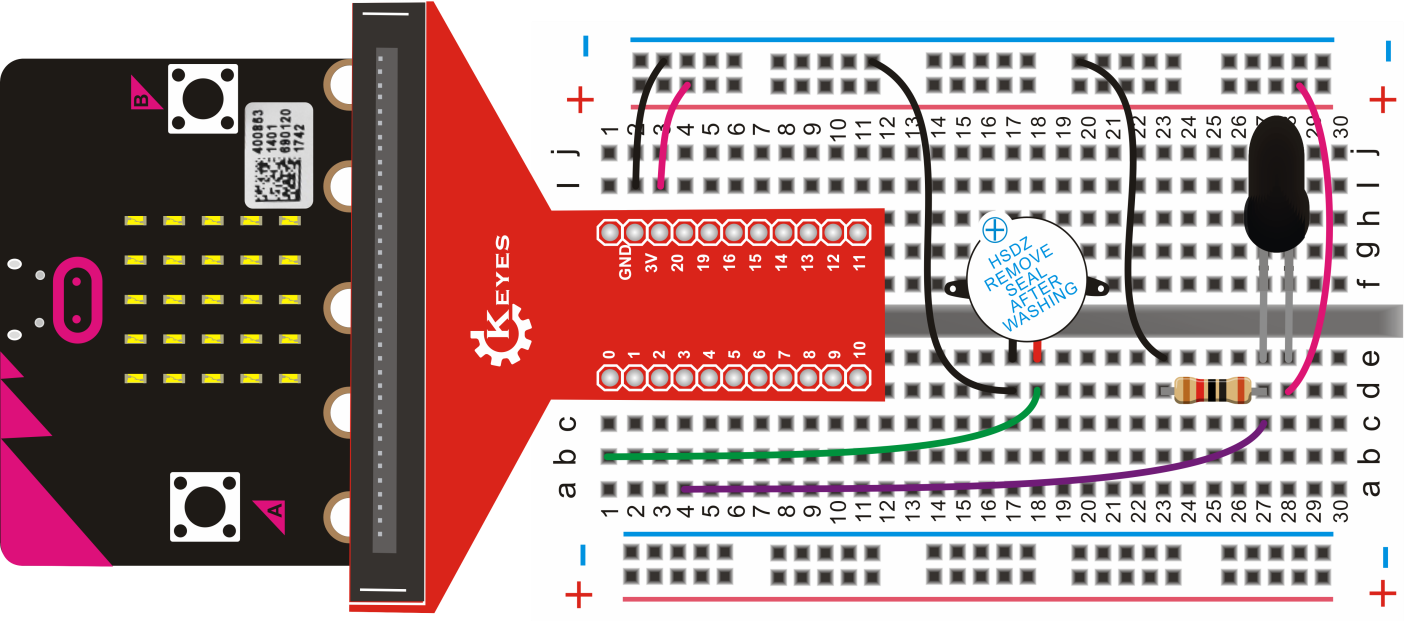 B
400863
1401
690120
1742
A
KEYES
GND 3V 20 19 16 15 14 13 12 11
0 1 2 3 4 5 6 7 8 9 10
- -
+ +
1 2 3 4 5 6 7 8 9 10 11 12 13 14 15 16 17 18 19 20 21 22 23 24 25 26 27 28 29 30
j j
I I
h
g
f
HSDZ
REMOVE
SEAL
AFTER
WASHING
e
d
c c
b b
a a
1 2 3 4 5 6 7 8 9 10 11 12 13 14 15 16 17 18 19 20 21 22 23 24 25 26 27 28 29 30
- -
+ +